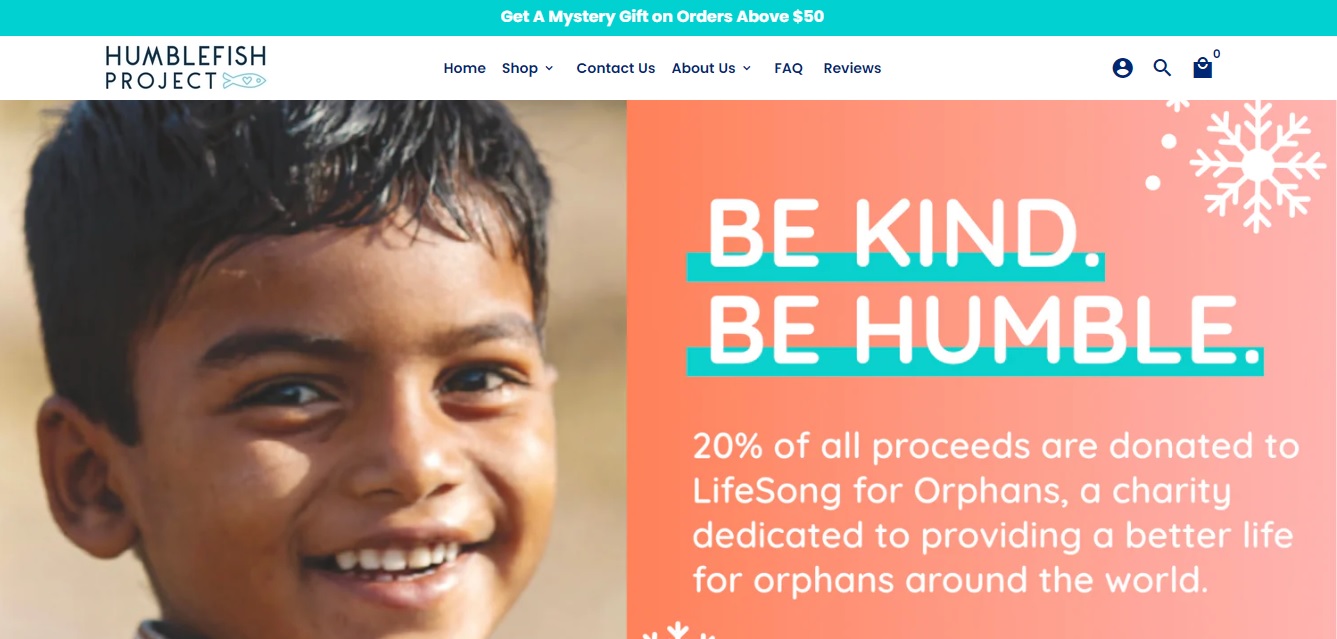 Get A Mystery Gift on Orders Above $50
HUMBLEFISH
PROJECT
Home Shop Contact Us About Us FAQ Reviews
0
BE KIND.
BE HUMBLE.
20% of all proceeds are donated to
LifeSong for Orphans, a charity
dedicated to providing a better life
for orphans around the world.